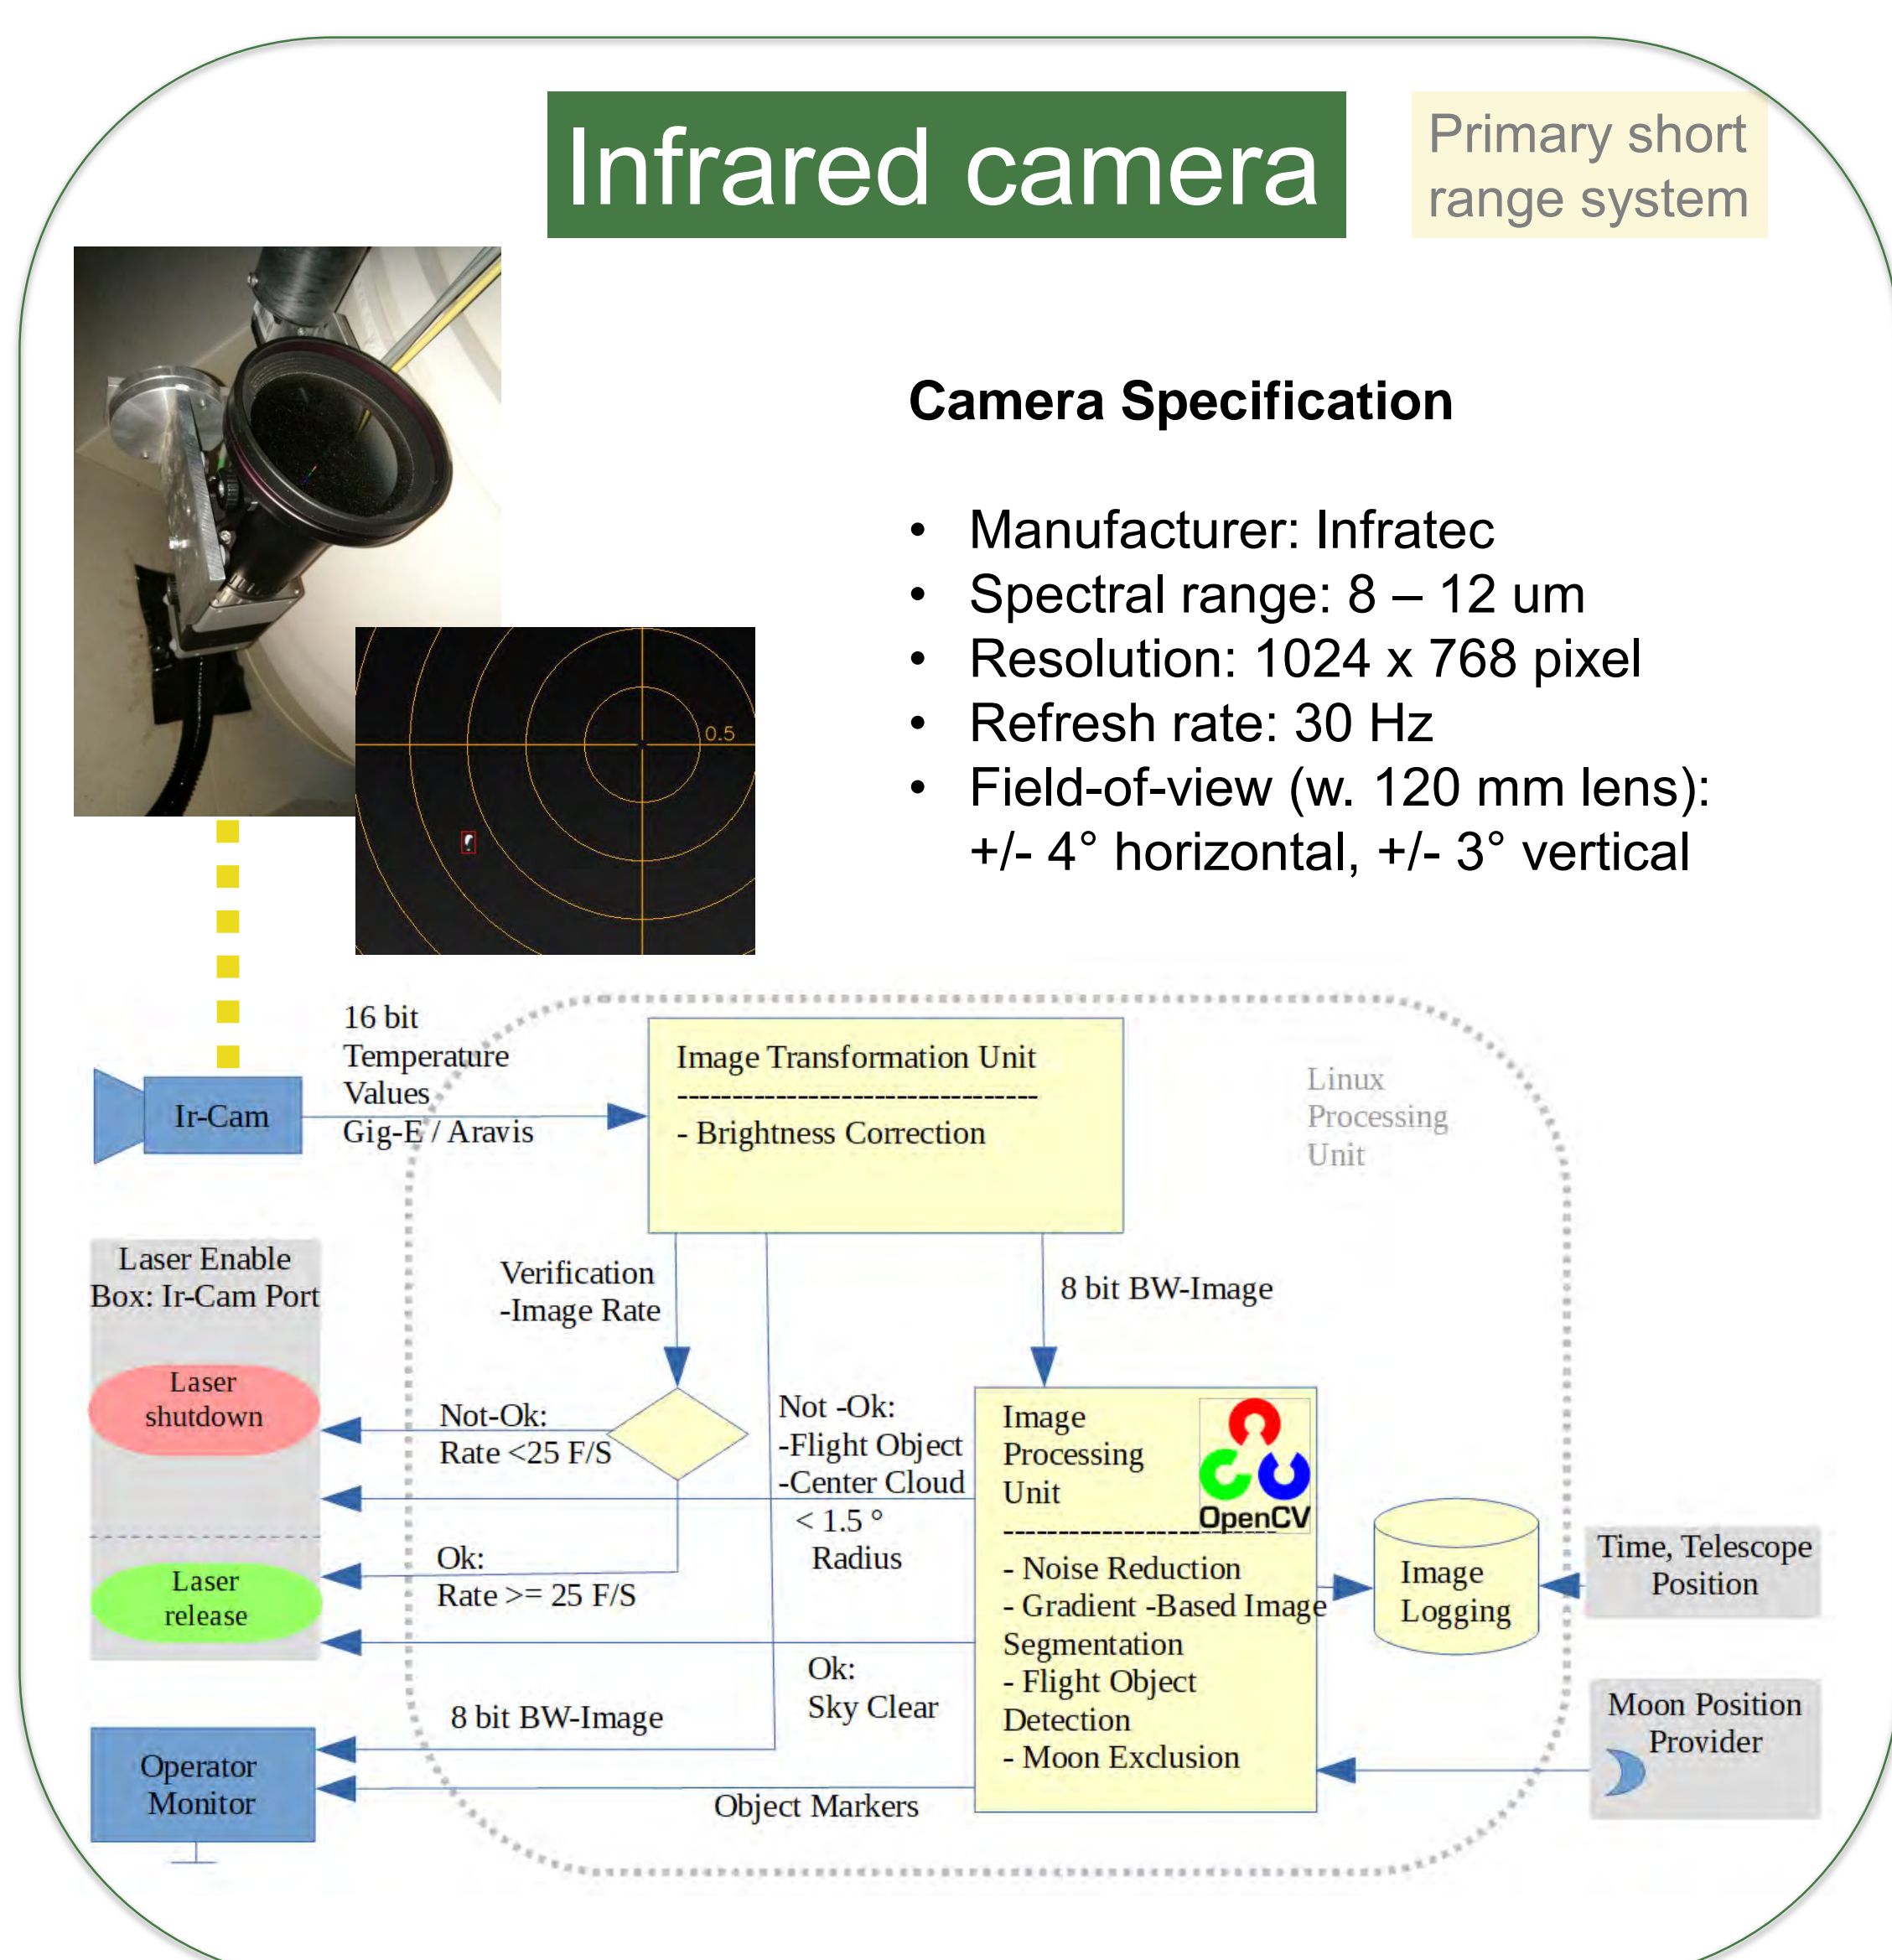 Infrared camera
Primary short
range system
Camera Specification
• Manufacturer: Infratec
• Spectral range: 8 – 12 um
• Resolution: 1024 x 768 pixel
• Refresh rate: 30 Hz
• Field-of-view (w. 120 mm lens):
+/- 4° horizontal, +/- 3° vertical
0.5
16 bit
Temperature
Values
Gig-E / Aravis
Ir-Cam
Image Transformation Unit
---------------------------------
- Brightness Correction
Linux
Processing
Unit
Laser Enable
Box: Ir-Cam Port
Laser
shutdown
Laser
release
Verification
-Image Rate
8 bit BW-Image
Not-Ok:
Rate <25 F/S
Ok:
Rate >= 25 F/S
Not -Ok:
-Flight Object
-Center Cloud
< 1.5 °
Radius
Ok:
Sky Clear
Image
Processing
Unit
OpenCV
-------------------------
- Noise Reduction
- Gradient -Based Image
Segmentation
- Flight Object
Detection
- Moon Exclusion
Image
Logging
Time, Telescope
Position
Moon Position
Provider
8 bit BW-Image
Operator
Monitor
Object Markers